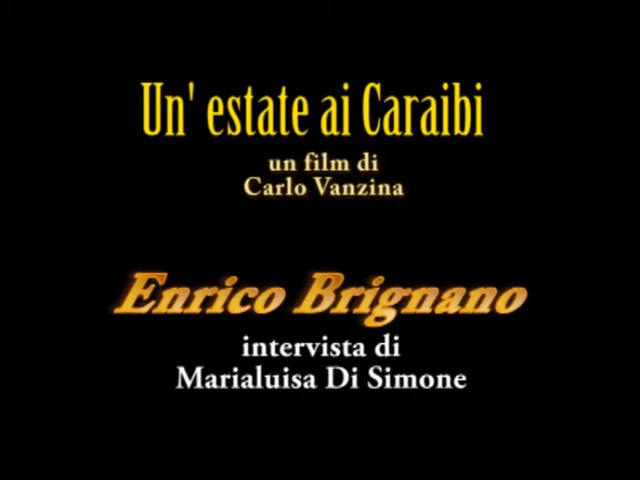 Un' estate ai Caraibi
un film di
Carlo Vanzina
Enrico Brignano
intervista di
Marialuisa Di Simone